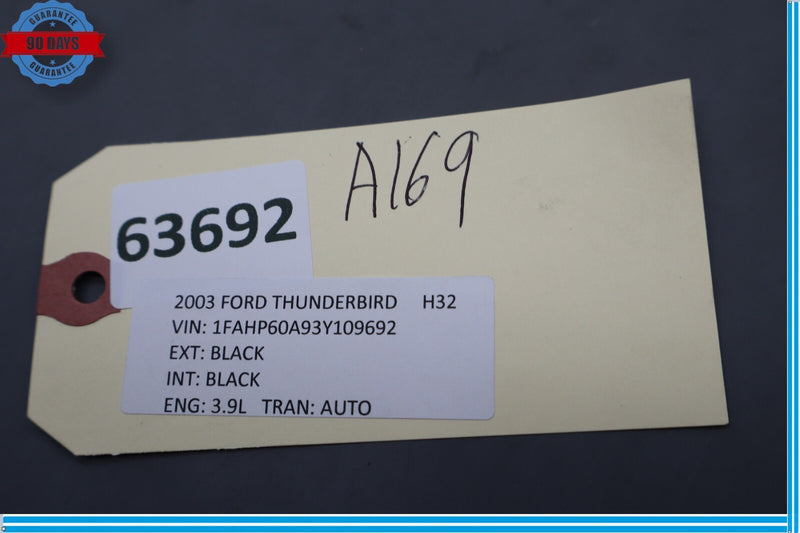 GUARANTEE
90 DAYS
GUARANTEE
A169
63692
2003 FORD THUNDERBIRD H32
VIN: 1FAHP60A93Y109692
EXT: BLACK
INT: BLACK
ENG: 3.9L TRAN: AUTO